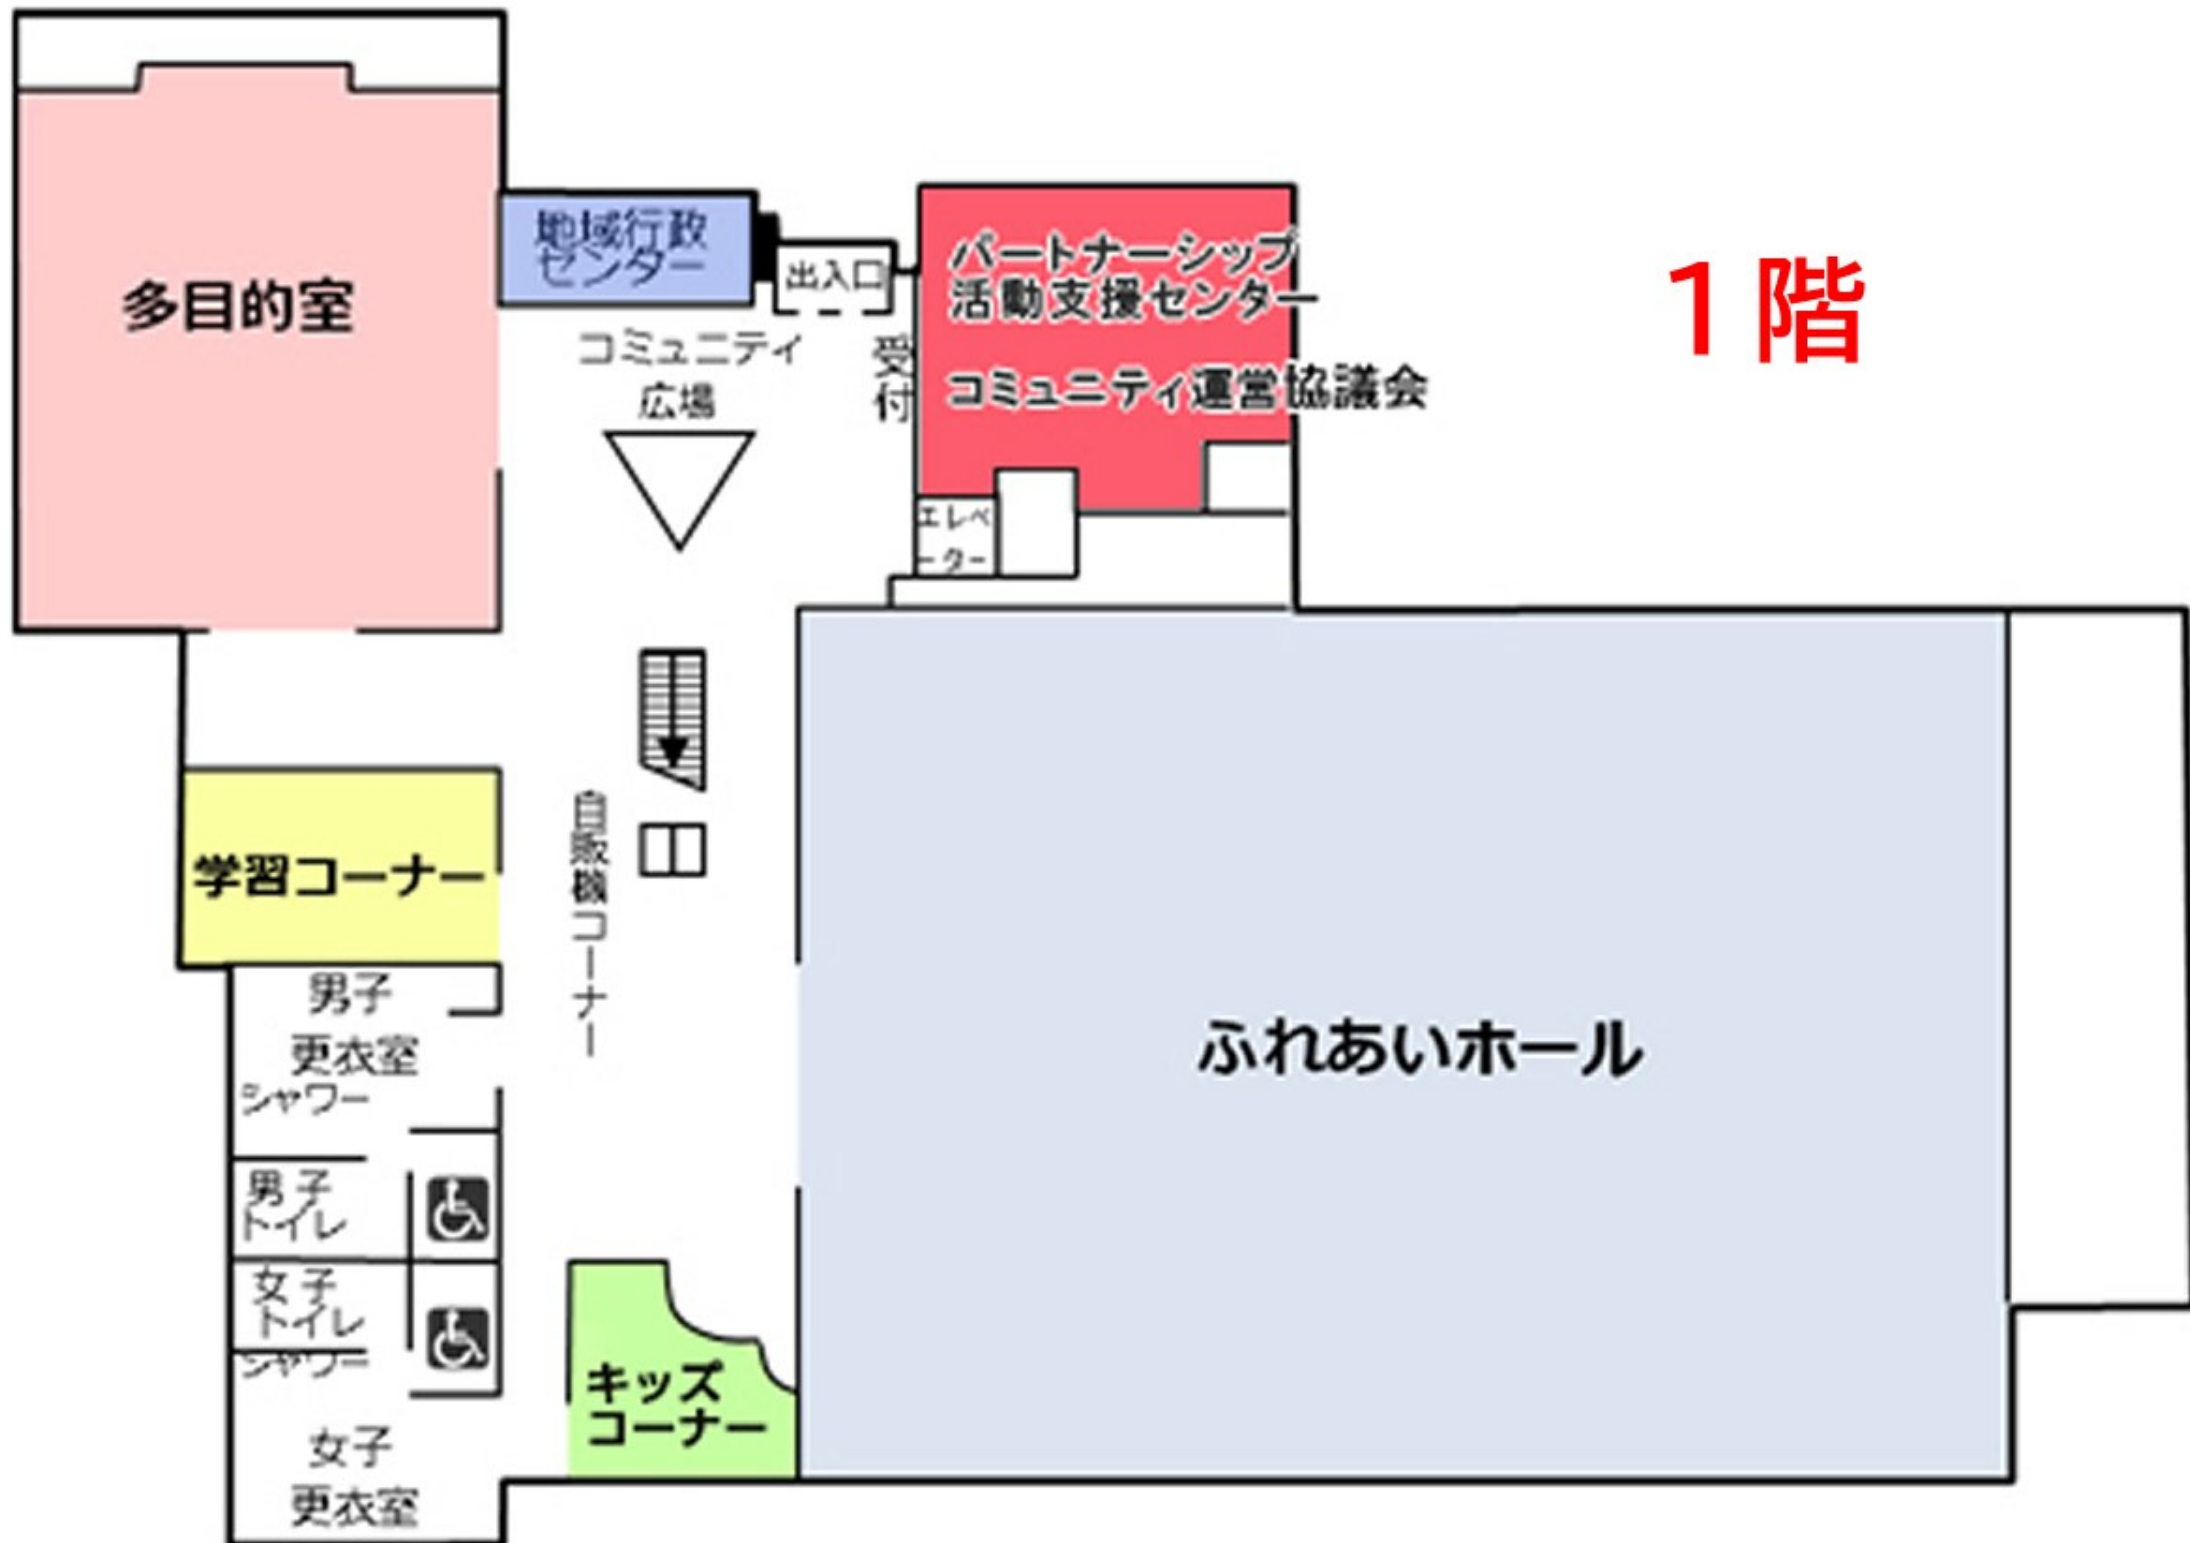 地域行政
センター
出入口
パートナーシップ
活動支援センター
1階
多目的室
コミュニティ
広場
受付
コミュニティ運営協議会
エレベ
ーター
自販機コーナー
学習コーナー
男子
更衣室
シャワー
ふれあいホール
男子
トイレ
女子
トイレ
シャワー
キッズ
コーナー
女子
更衣室